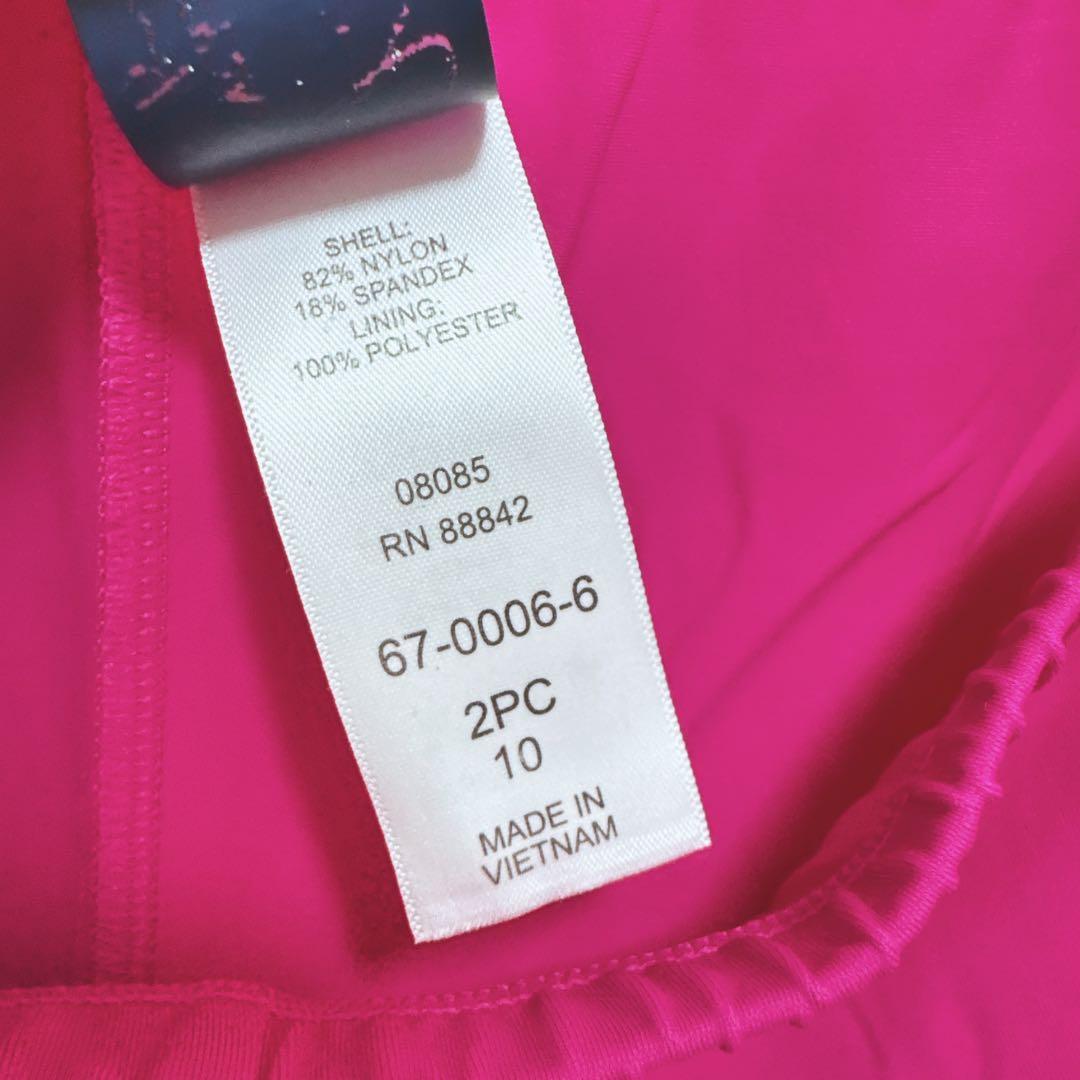 SHELL:
82% NYLON
18% SPANDEX
LINING:
100% POLYESTER
08085
RN 88842
67-0006-6
2PC
10
MADE IN
VIETNAM